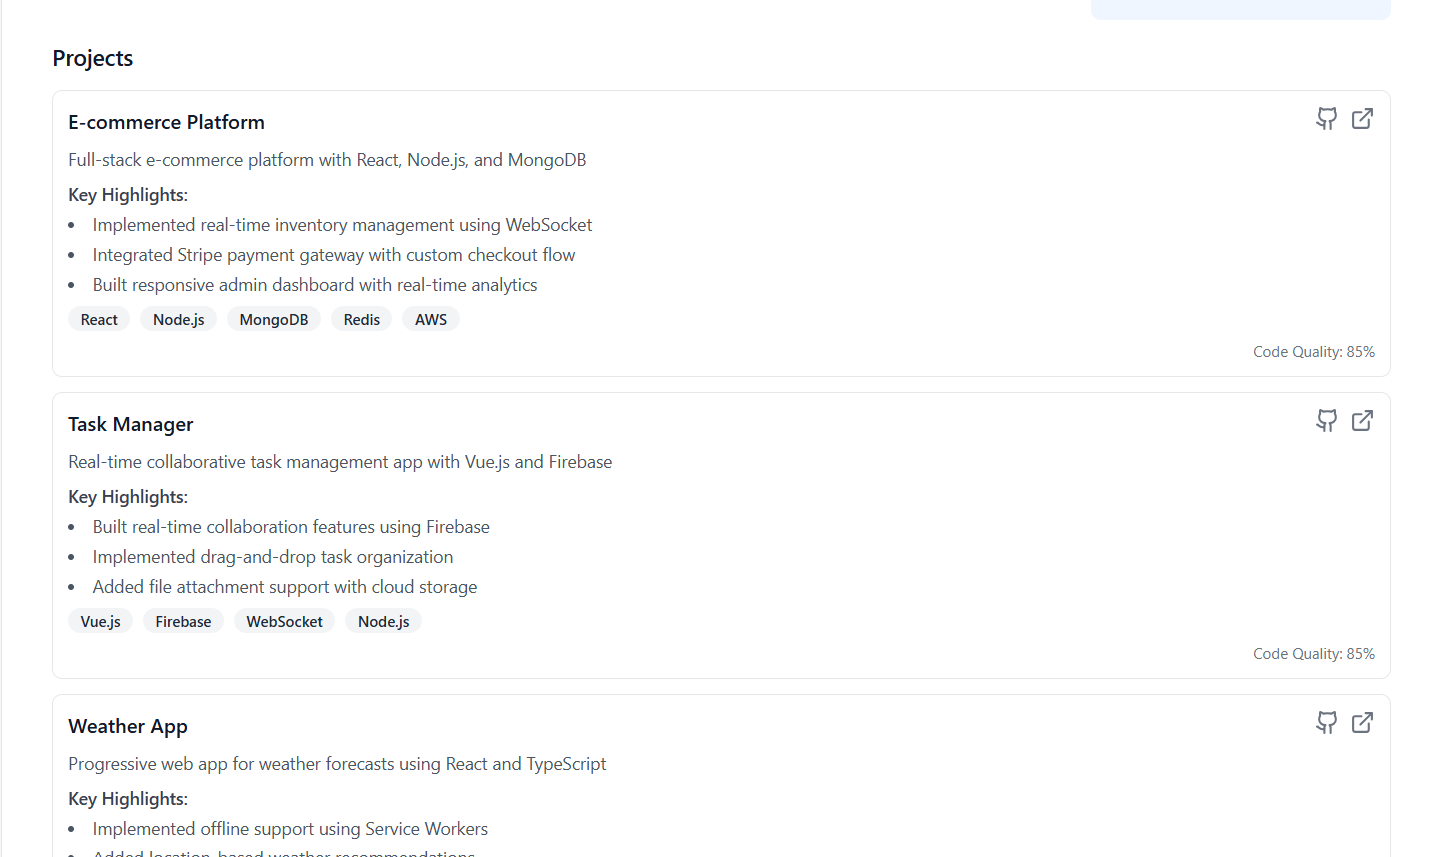 Projects
E-commerce Platform
Full-stack e-commerce platform with React, Node.js, and MongoDB
Key Highlights:
Implemented real-time inventory management using WebSocket
Integrated Stripe payment gateway with custom checkout flow
Built responsive admin dashboard with real-time analytics
React Node.js MongoDB Redis AWS
Code Quality: 85%
Task Manager
Real-time collaborative task management app with Vue.js and Firebase
Key Highlights:
Built real-time collaboration features using Firebase
Implemented drag-and-drop task organization
Added file attachment support with cloud storage
Vue.js Firebase WebSocket Node.js
Code Quality: 85%
Weather App
Progressive web app for weather forecasts using React and TypeScript
Key Highlights:
Implemented offline support using Service Workers
Added location-based weather recommendations